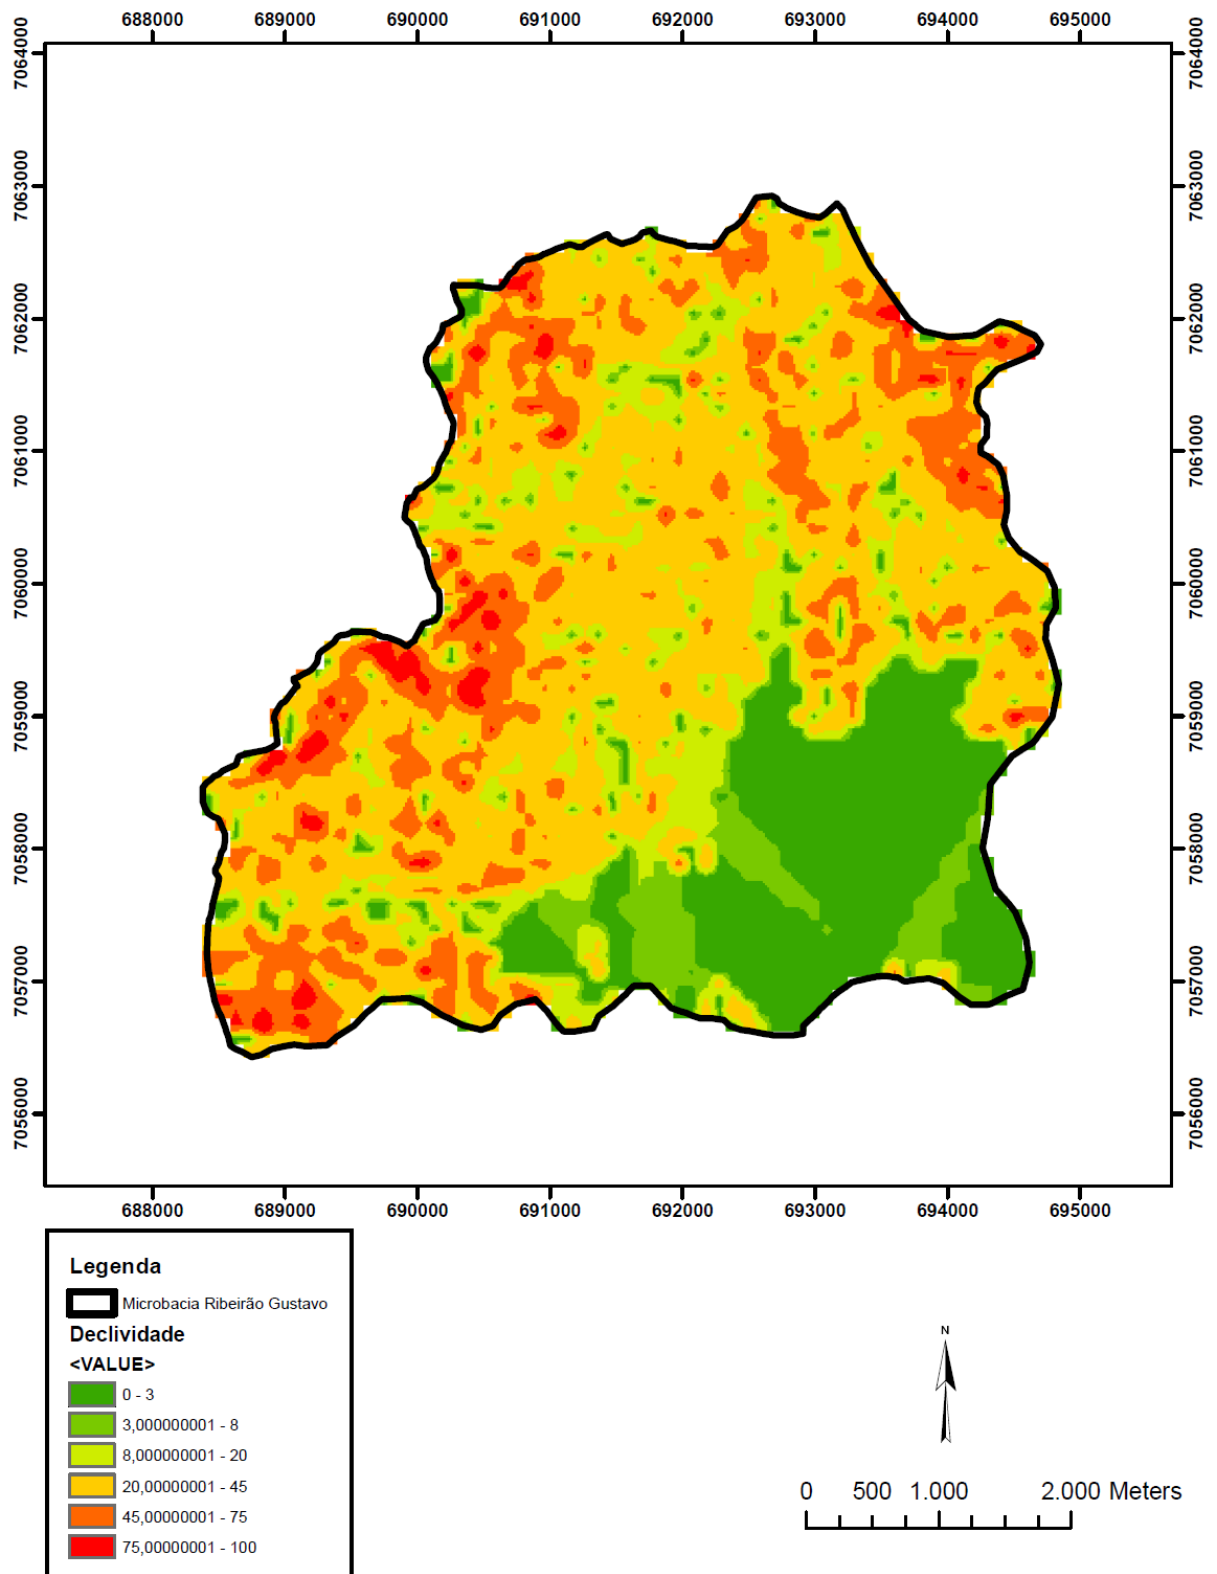 688000 689000 690000 691000 692000 693000 694000 695000
7064000 7064000
7063000 7063000
7062000 7062000
7061000 7061000
7060000 7060000
7059000 7059000
7058000 7058000
7057000 7057000
7056000 7056000
688000 689000 690000 691000 692000 693000 694000 695000
Legenda
Microbacia Ribeirão Gustavo
Declividade
<VALUE>
0 - 3
3,000000001 - 8
8,000000001 - 20
20,00000001 - 45
45,00000001 - 75
75,00000001 - 100
N
0 500 1.000 2.000 Meters